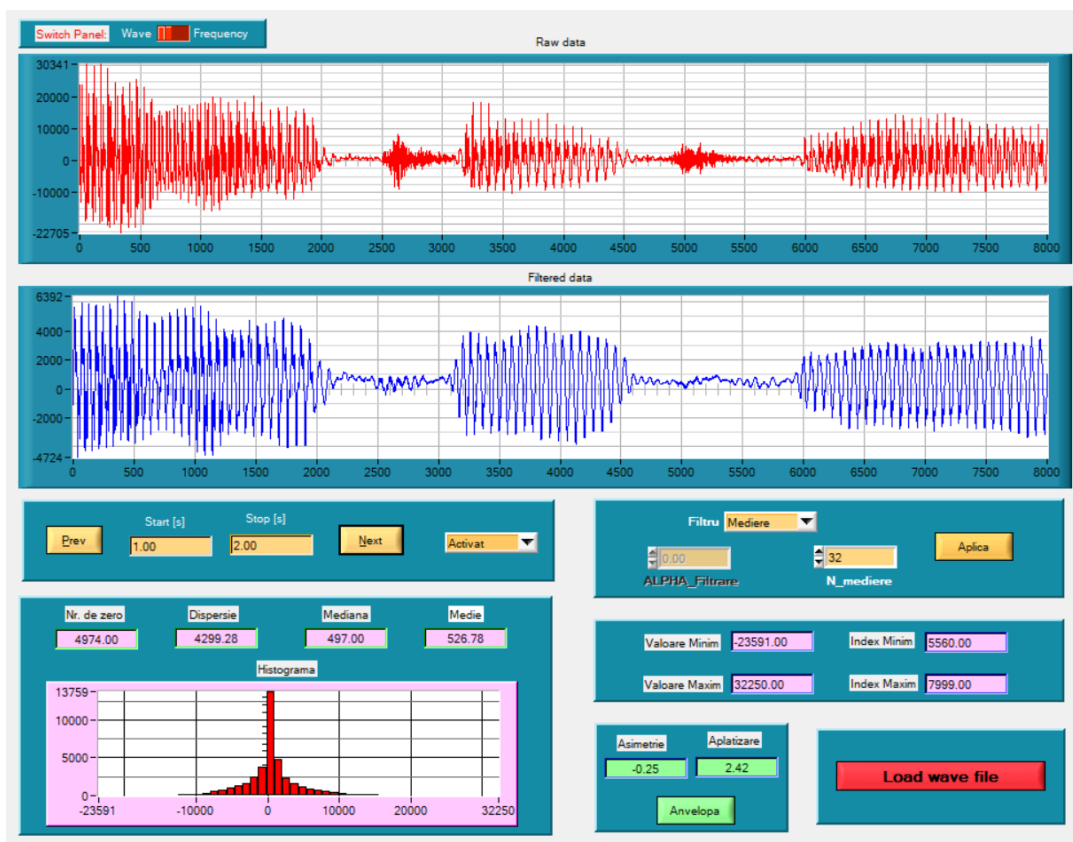 Switch Panel: Wave Frequency
Raw data
30341
20000
10000
0
-10000
-22705
0 500 1000 1500 2000 2500 3000 3500 4000 4500 5000 5500 6000 6500 7000 7500 8000
Filtered data
6392
4000
2000
0
-2000
-4724
0 500 1000 1500 2000 2500 3000 3500 4000 4500 5000 5500 6000 6500 7000 7500 8000
Start [s] Stop [s]
Prev 1.00 2.00 Next Activat
Filtru Mediere
0.00 32 Aplica
ALPHA_Filtrare N_mediere
Nr. de zero Dispersie Mediana Medie
4974.00 4299.28 497.00 526.78
Histograma
13759
10000
5000
0
-23591 -10000 0 10000 20000 32250
Valoare Minim -23591.00 Index Minim 5560.00
Valoare Maxim 32250.00 Index Maxim 7999.00
Asimetrie Aplatizare
-0.25 2.42
Anvelopa
Load wave file